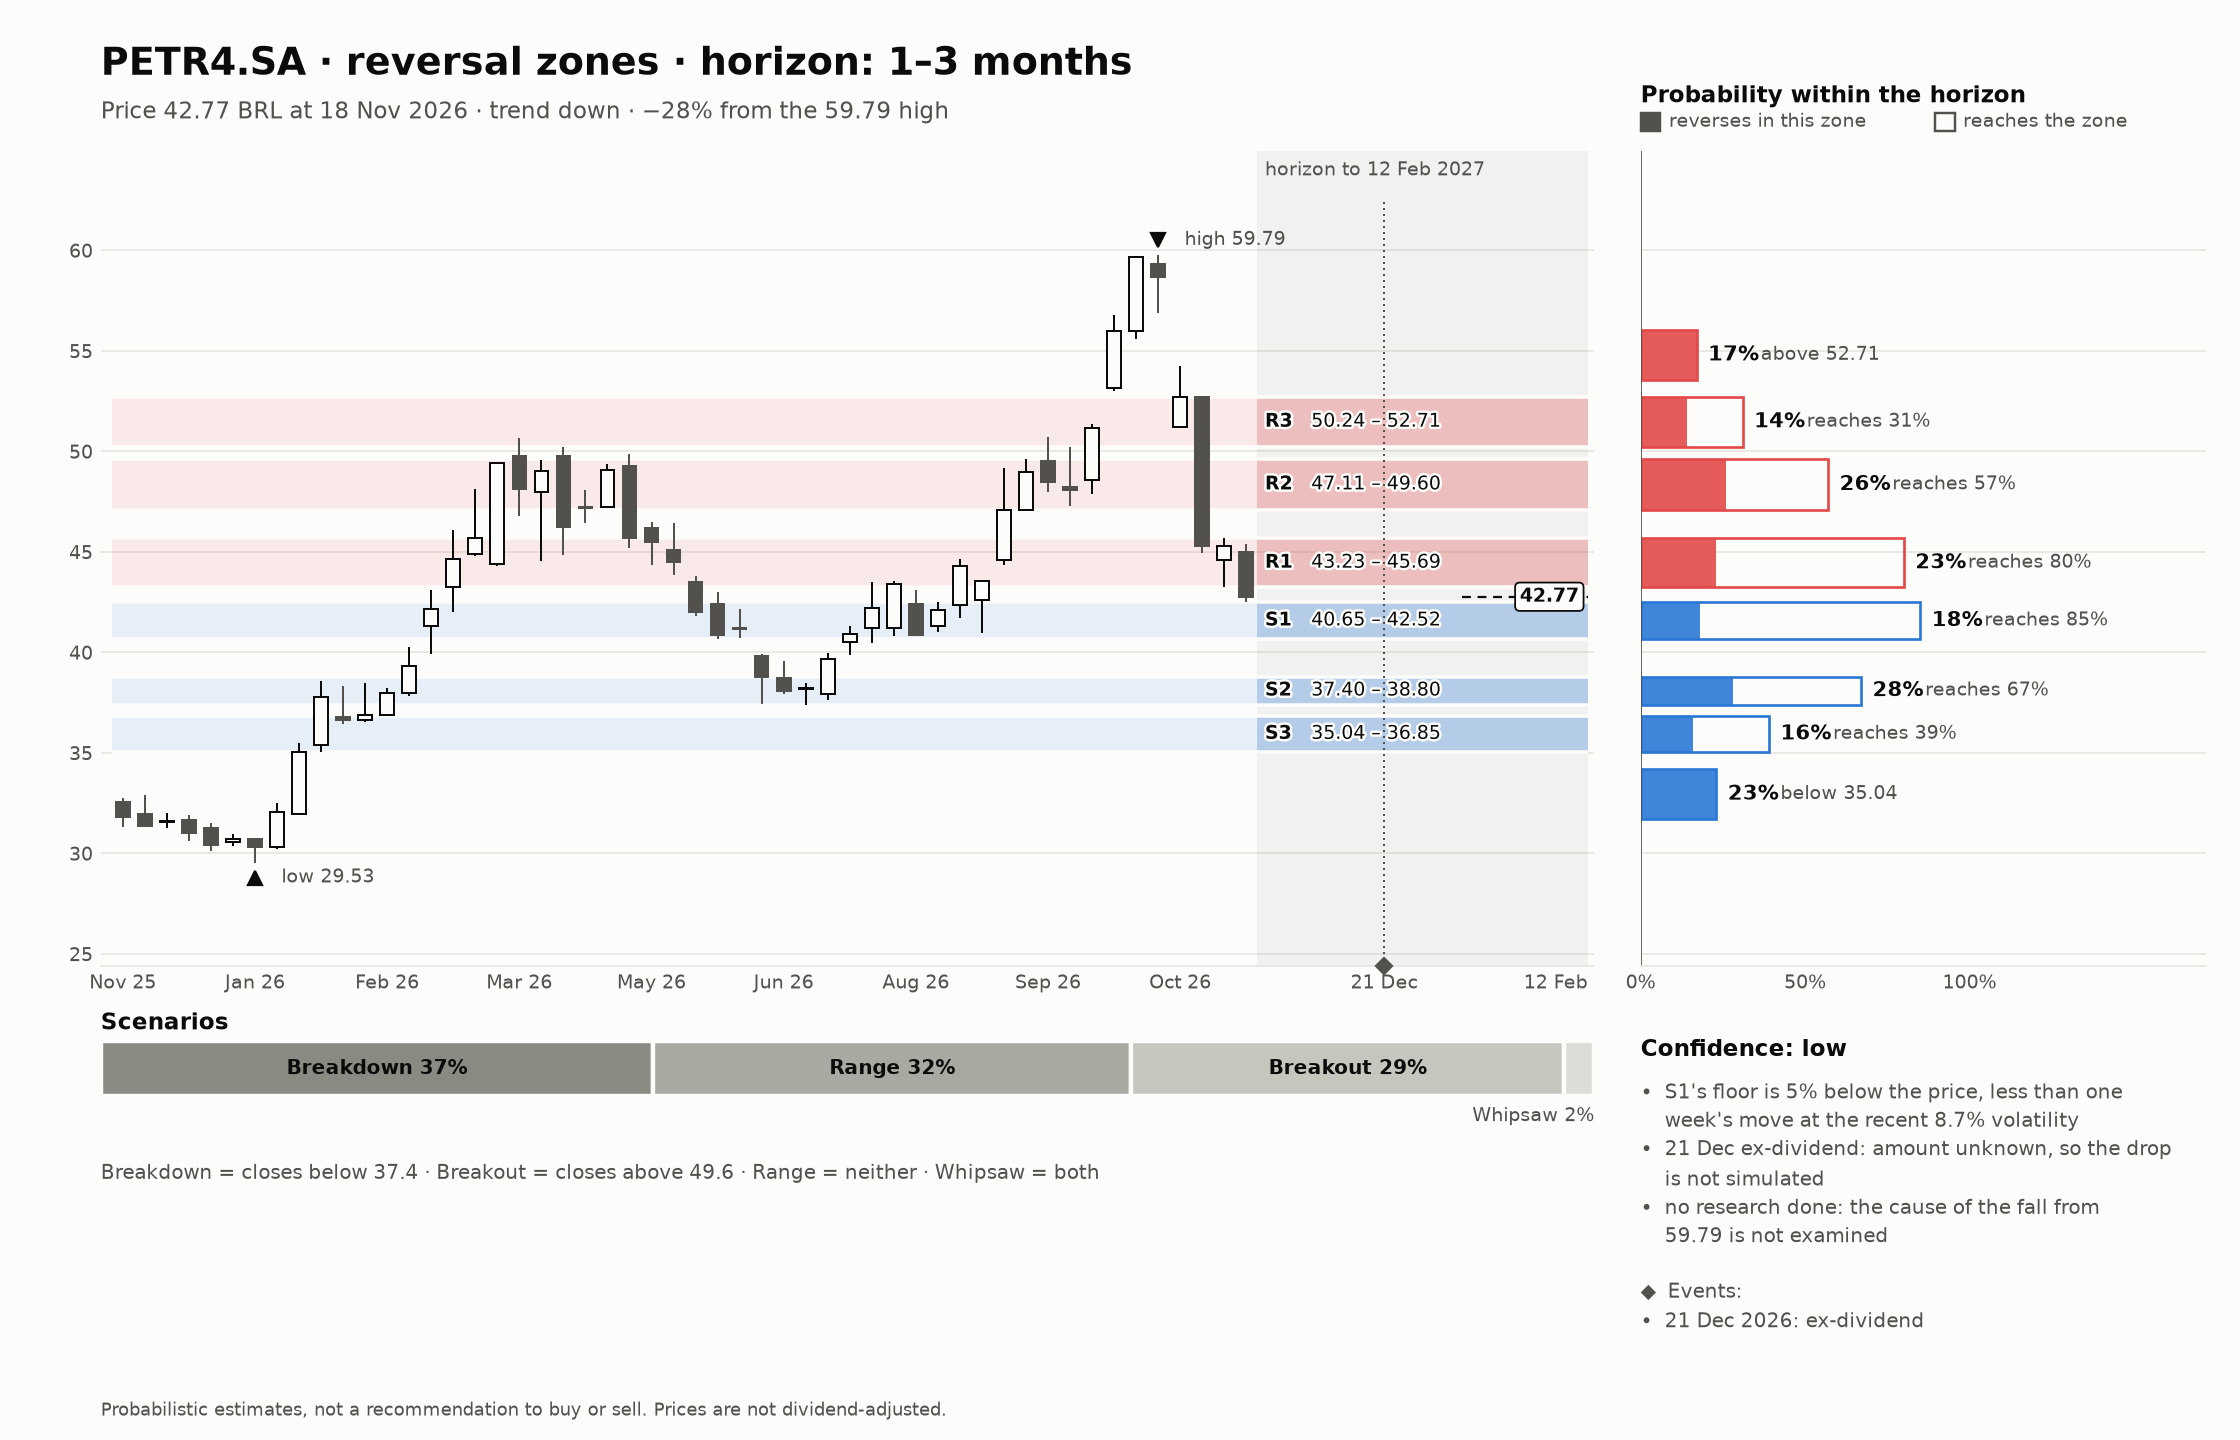 PETR4.SA · reversal zones · horizon: 1–3 months
Price 42.77 BRL at 18 Nov 2026 · trend down · −28% from the 59.79 high
Probability within the horizon
reverses in this zone
reaches the zone
horizon to 12 Feb 2027
high 59.79
low 29.53
60
55
50
45
40
35
30
25
R3 50.24 – 52.71
R2 47.11 – 49.60
R1 43.23 – 45.69
42.77
S1 40.65 – 42.52
S2 37.40 – 38.80
S3 35.04 – 36.85
17% above 52.71
14% reaches 31%
26% reaches 57%
23% reaches 80%
18% reaches 85%
28% reaches 67%
16% reaches 39%
23% below 35.04
Nov 25
Jan 26
Feb 26
Mar 26
May 26
Jun 26
Aug 26
Sep 26
Oct 26
21 Dec
12 Feb
0%
50%
100%
Scenarios
Breakdown 37%
Range 32%
Breakout 29%
Whipsaw 2%
Breakdown = closes below 37.4 · Breakout = closes above 49.6 · Range = neither · Whipsaw = both
Confidence: low
• S1's floor is 5% below the price, less than one
week's move at the recent 8.7% volatility
• 21 Dec ex-dividend: amount unknown, so the drop
is not simulated
• no research done: the cause of the fall from
59.79 is not examined
◆ Events:
• 21 Dec 2026: ex-dividend
Probabilistic estimates, not a recommendation to buy or sell. Prices are not dividend-adjusted.